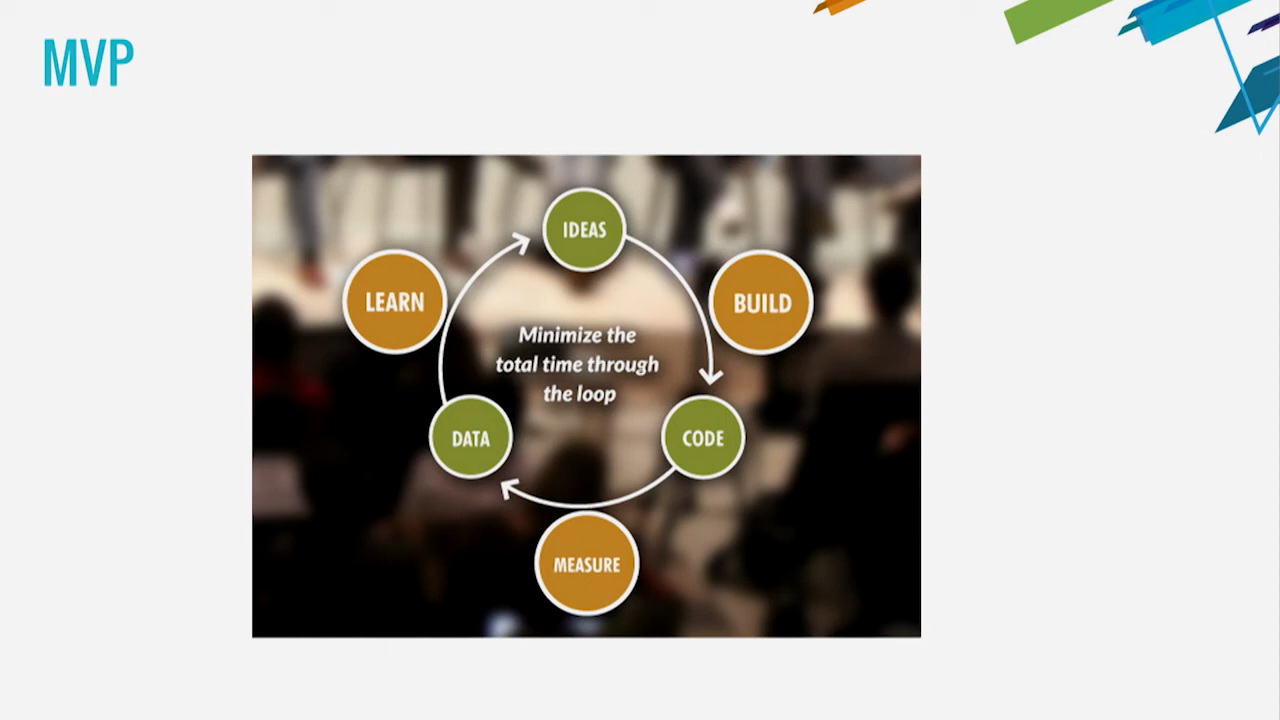 MVP
IDEAS
LEARN
BUILD
Minimize the
total time through
the loop
DATA
CODE
MEASURE